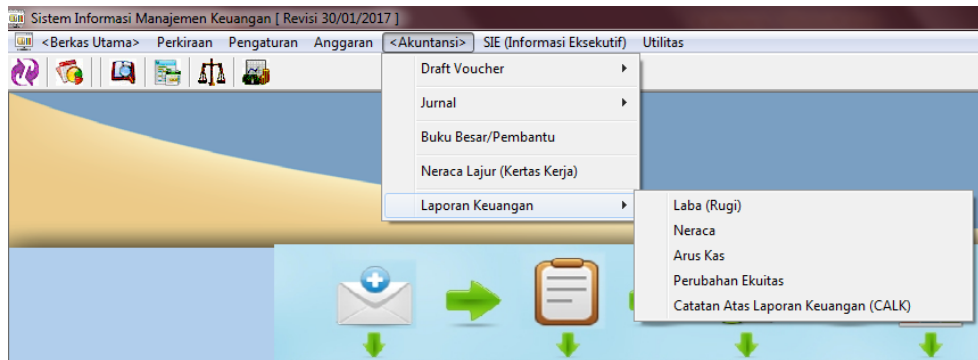 Sistem Informasi Manajemen Keuangan [ Revisi 30/01/2017 ]
<Berkas Utama> Perkiraan Pengaturan Anggaran <Akuntansi> SIE (Informasi Eksekutif) Utilitas
Draft Voucher
Jurnal
Buku Besar/Pembantu
Neraca Lajur (Kertas Kerja)
Laporan Keuangan
Laba (Rugi)
Neraca
Arus Kas
Perubahan Ekuitas
Catatan Atas Laporan Keuangan (CALK)